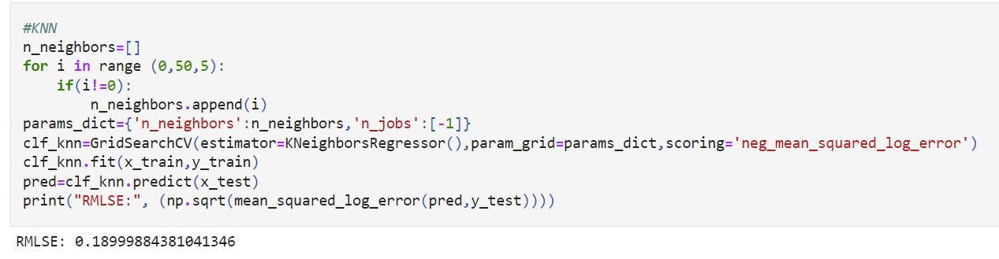 #KNN
n_neighbors=[]
for i in range (0,50,5):
    if(i!=0):
        n_neighbors.append(i)
params_dict={'n_neighbors':n_neighbors,'n_jobs':[-1]}
clf_knn=GridSearchCV(estimator=KNeighborsRegressor(),param_grid=params_dict,scoring='neg_mean_squared_log_error')
clf_knn.fit(x_train,y_train)
pred=clf_knn.predict(x_test)
print("RMLSE:", (np.sqrt(mean_squared_log_error(pred,y_test))))
RMLSE: 0.18999884381041346